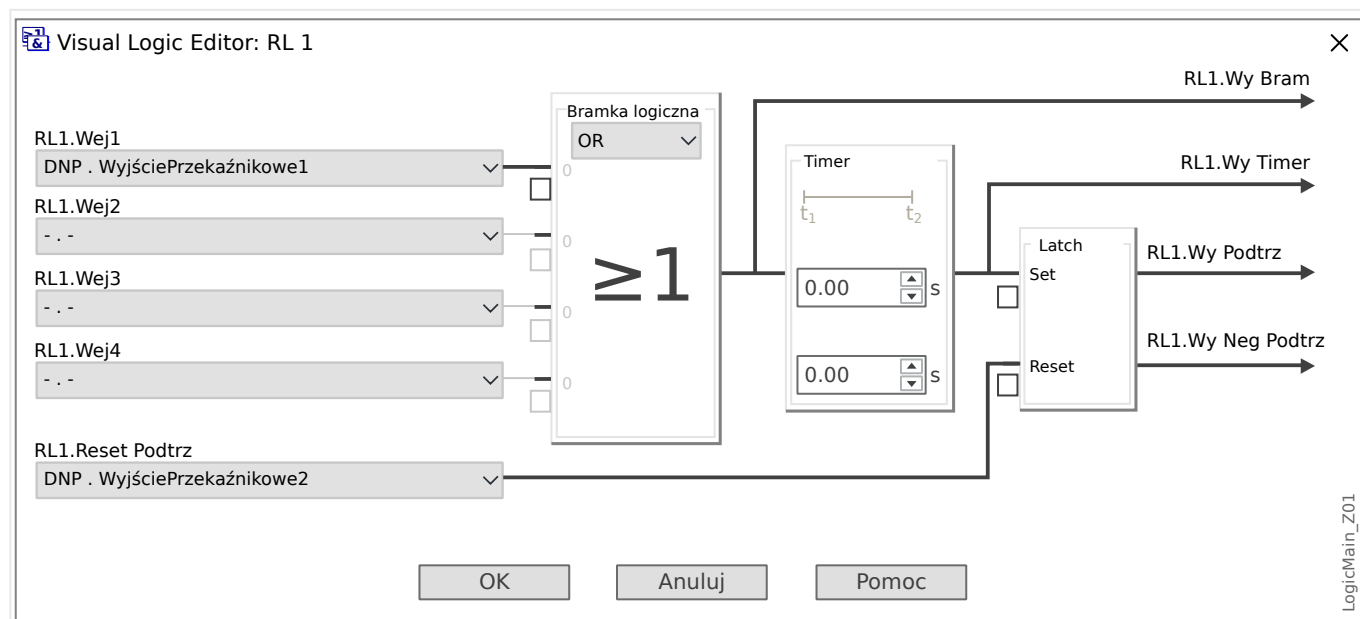 ≥1
&
Visual Logic Editor: RL 1
RL1.Wy Bram
Bramka logiczna
OR
RL1.Wej1
DNP . WyjściePrzekaźnikowe1
0
Timer
RL1.Wy Timer
RL1.Wej2
- . -
0
t1 t2
≥1
Latch
RL1.Wy Podtrz
Set
RL1.Wej3
- . -
0
0.00 s
RL1.Wy Neg Podtrz
RL1.Wej4
- . -
0
0.00 s
Reset
RL1.Reset Podtrz
DNP . WyjściePrzekaźnikowe2
OK
Anuluj
Pomoc
LogicMain_Z01